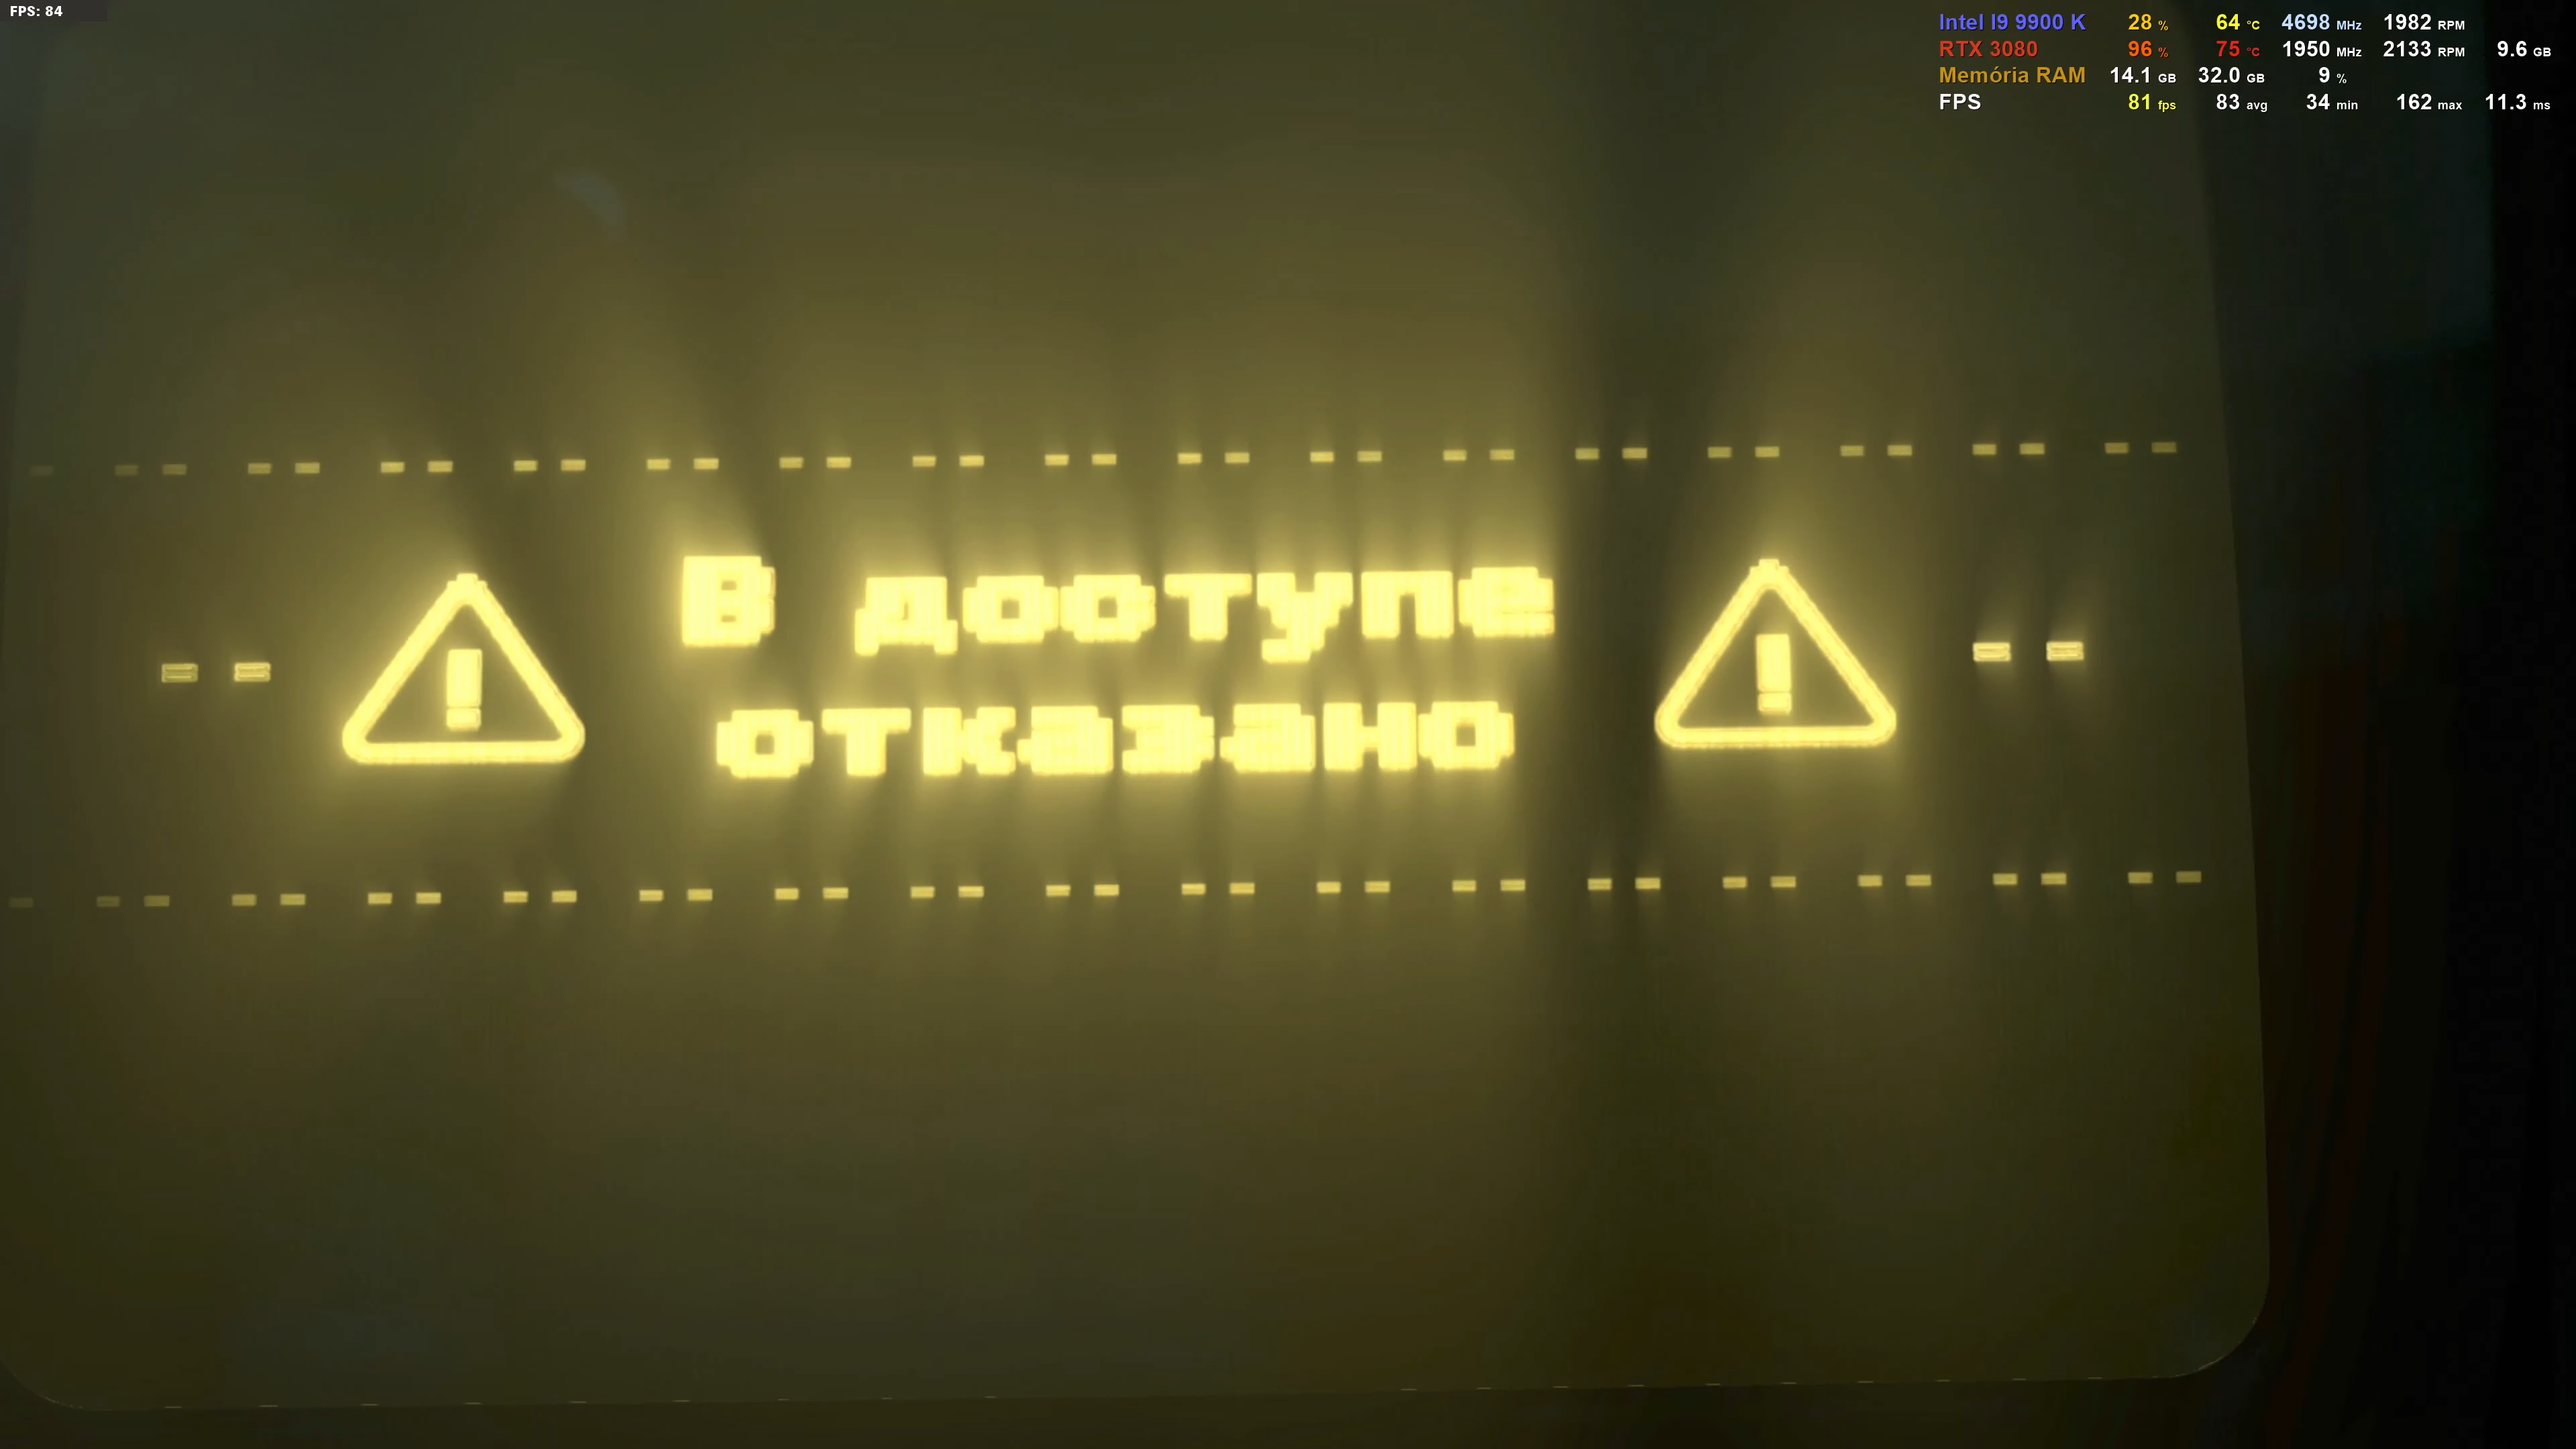 FPS: 84
Intel I9 9900 K 28 % 64 °C 4698 MHz 1982 RPM
RTX 3080 96 % 75 °C 1950 MHz 2133 RPM 9.6 GB
Memória RAM 14.1 GB 32.0 GB 9 %
FPS 81 fps 83 avg 34 min 162 max 11.3 ms
В доступе
отказано